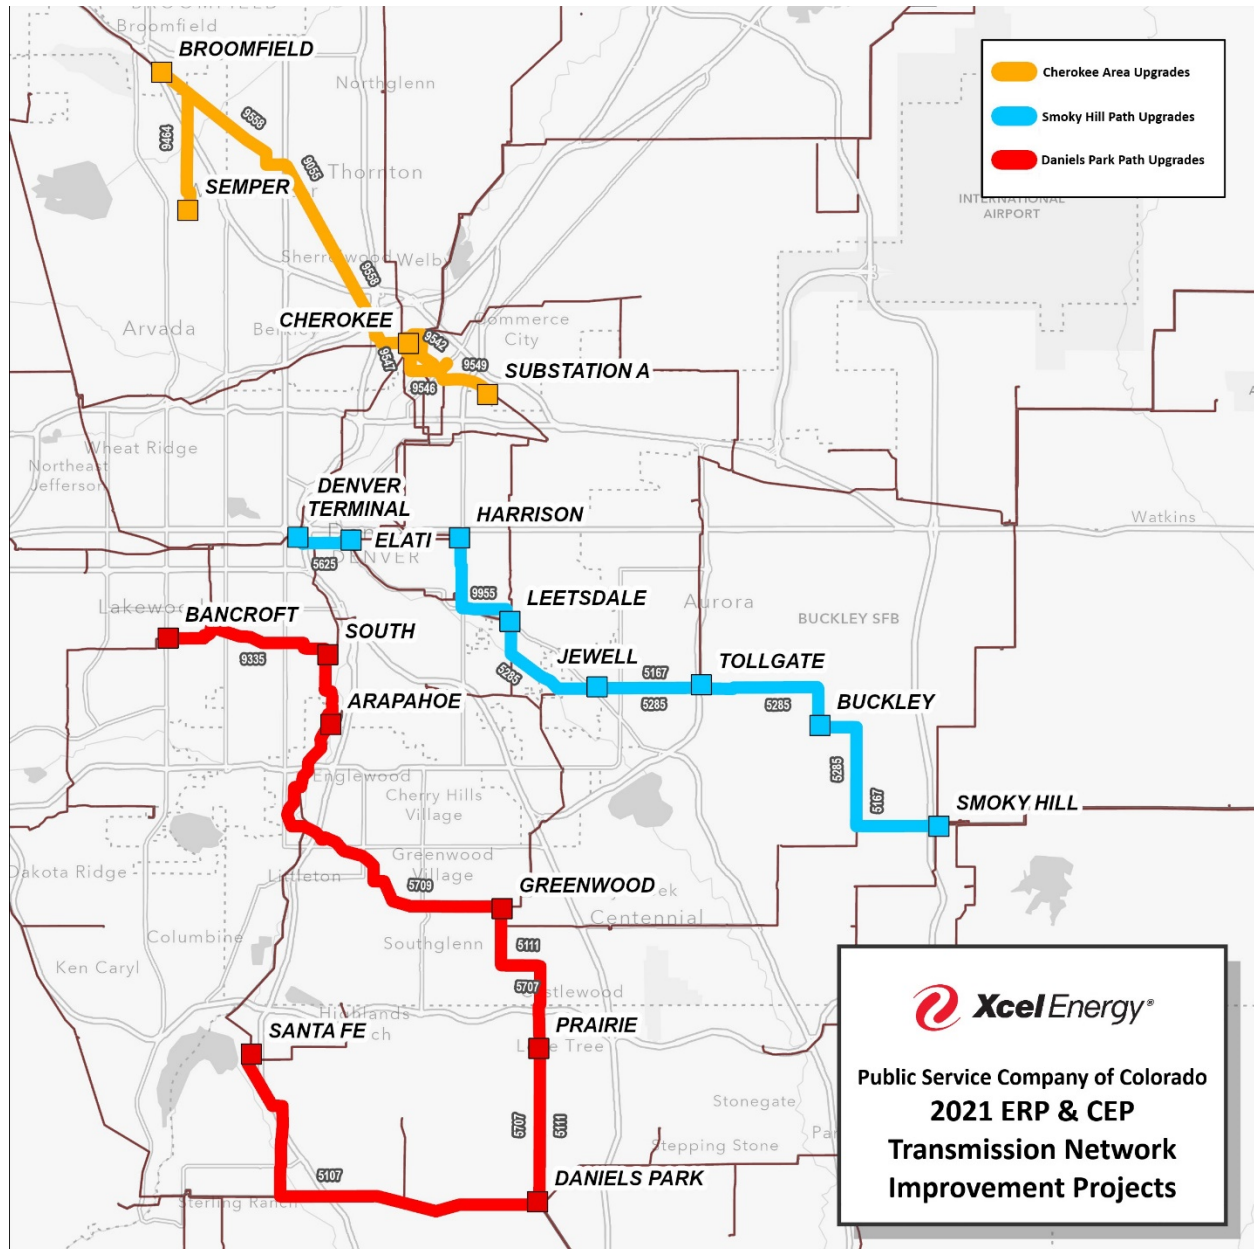 BROOMFIELD
Broomfield
BROOMFIELD
Northglenn
9558
9464
9055
Thornton
SEMPER
Cherokee Area Upgrades
Smoky Hill Path Upgrades
Daniels Park Path Upgrades
INTERNATIONAL
AIRPORT
Sherrelwood
Welby
9558
Arvada
CHEROKEE
9542
Commerce
City
9547
9549
9546
SUBSTATION A
Wheat Ridge
Northeast
Jefferson
DENVER
TERMINAL
HARRISON
ELATI
DENVER
5625
Watkins
9955
LEETSDALE
Lakewood
BANCROFT
SOUTH
9335
Aurora
BUCKLEY SFB
JEWELL
TOLLGATE
5285
5167
5285
5285
ARAPAHOE
BUCKLEY
5285
5167
Englewood
Cherry Hills
Village
SMOKY HILL
Greenwood
Village
Dakota Ridge
Littleton
5709
GREENWOOD
Centennial
Columbine
Southglenn
5111
Ken Caryl
5707
Highlands
SANTA FE
PRAIRIE
Lone Tree
5707
5111
Stonegate
Stepping Stone
5107
DANIELS PARK
Sterling Ranch
Xcel Energy®
Public Service Company of Colorado
2021 ERP & CEP
Transmission Network
Improvement Projects